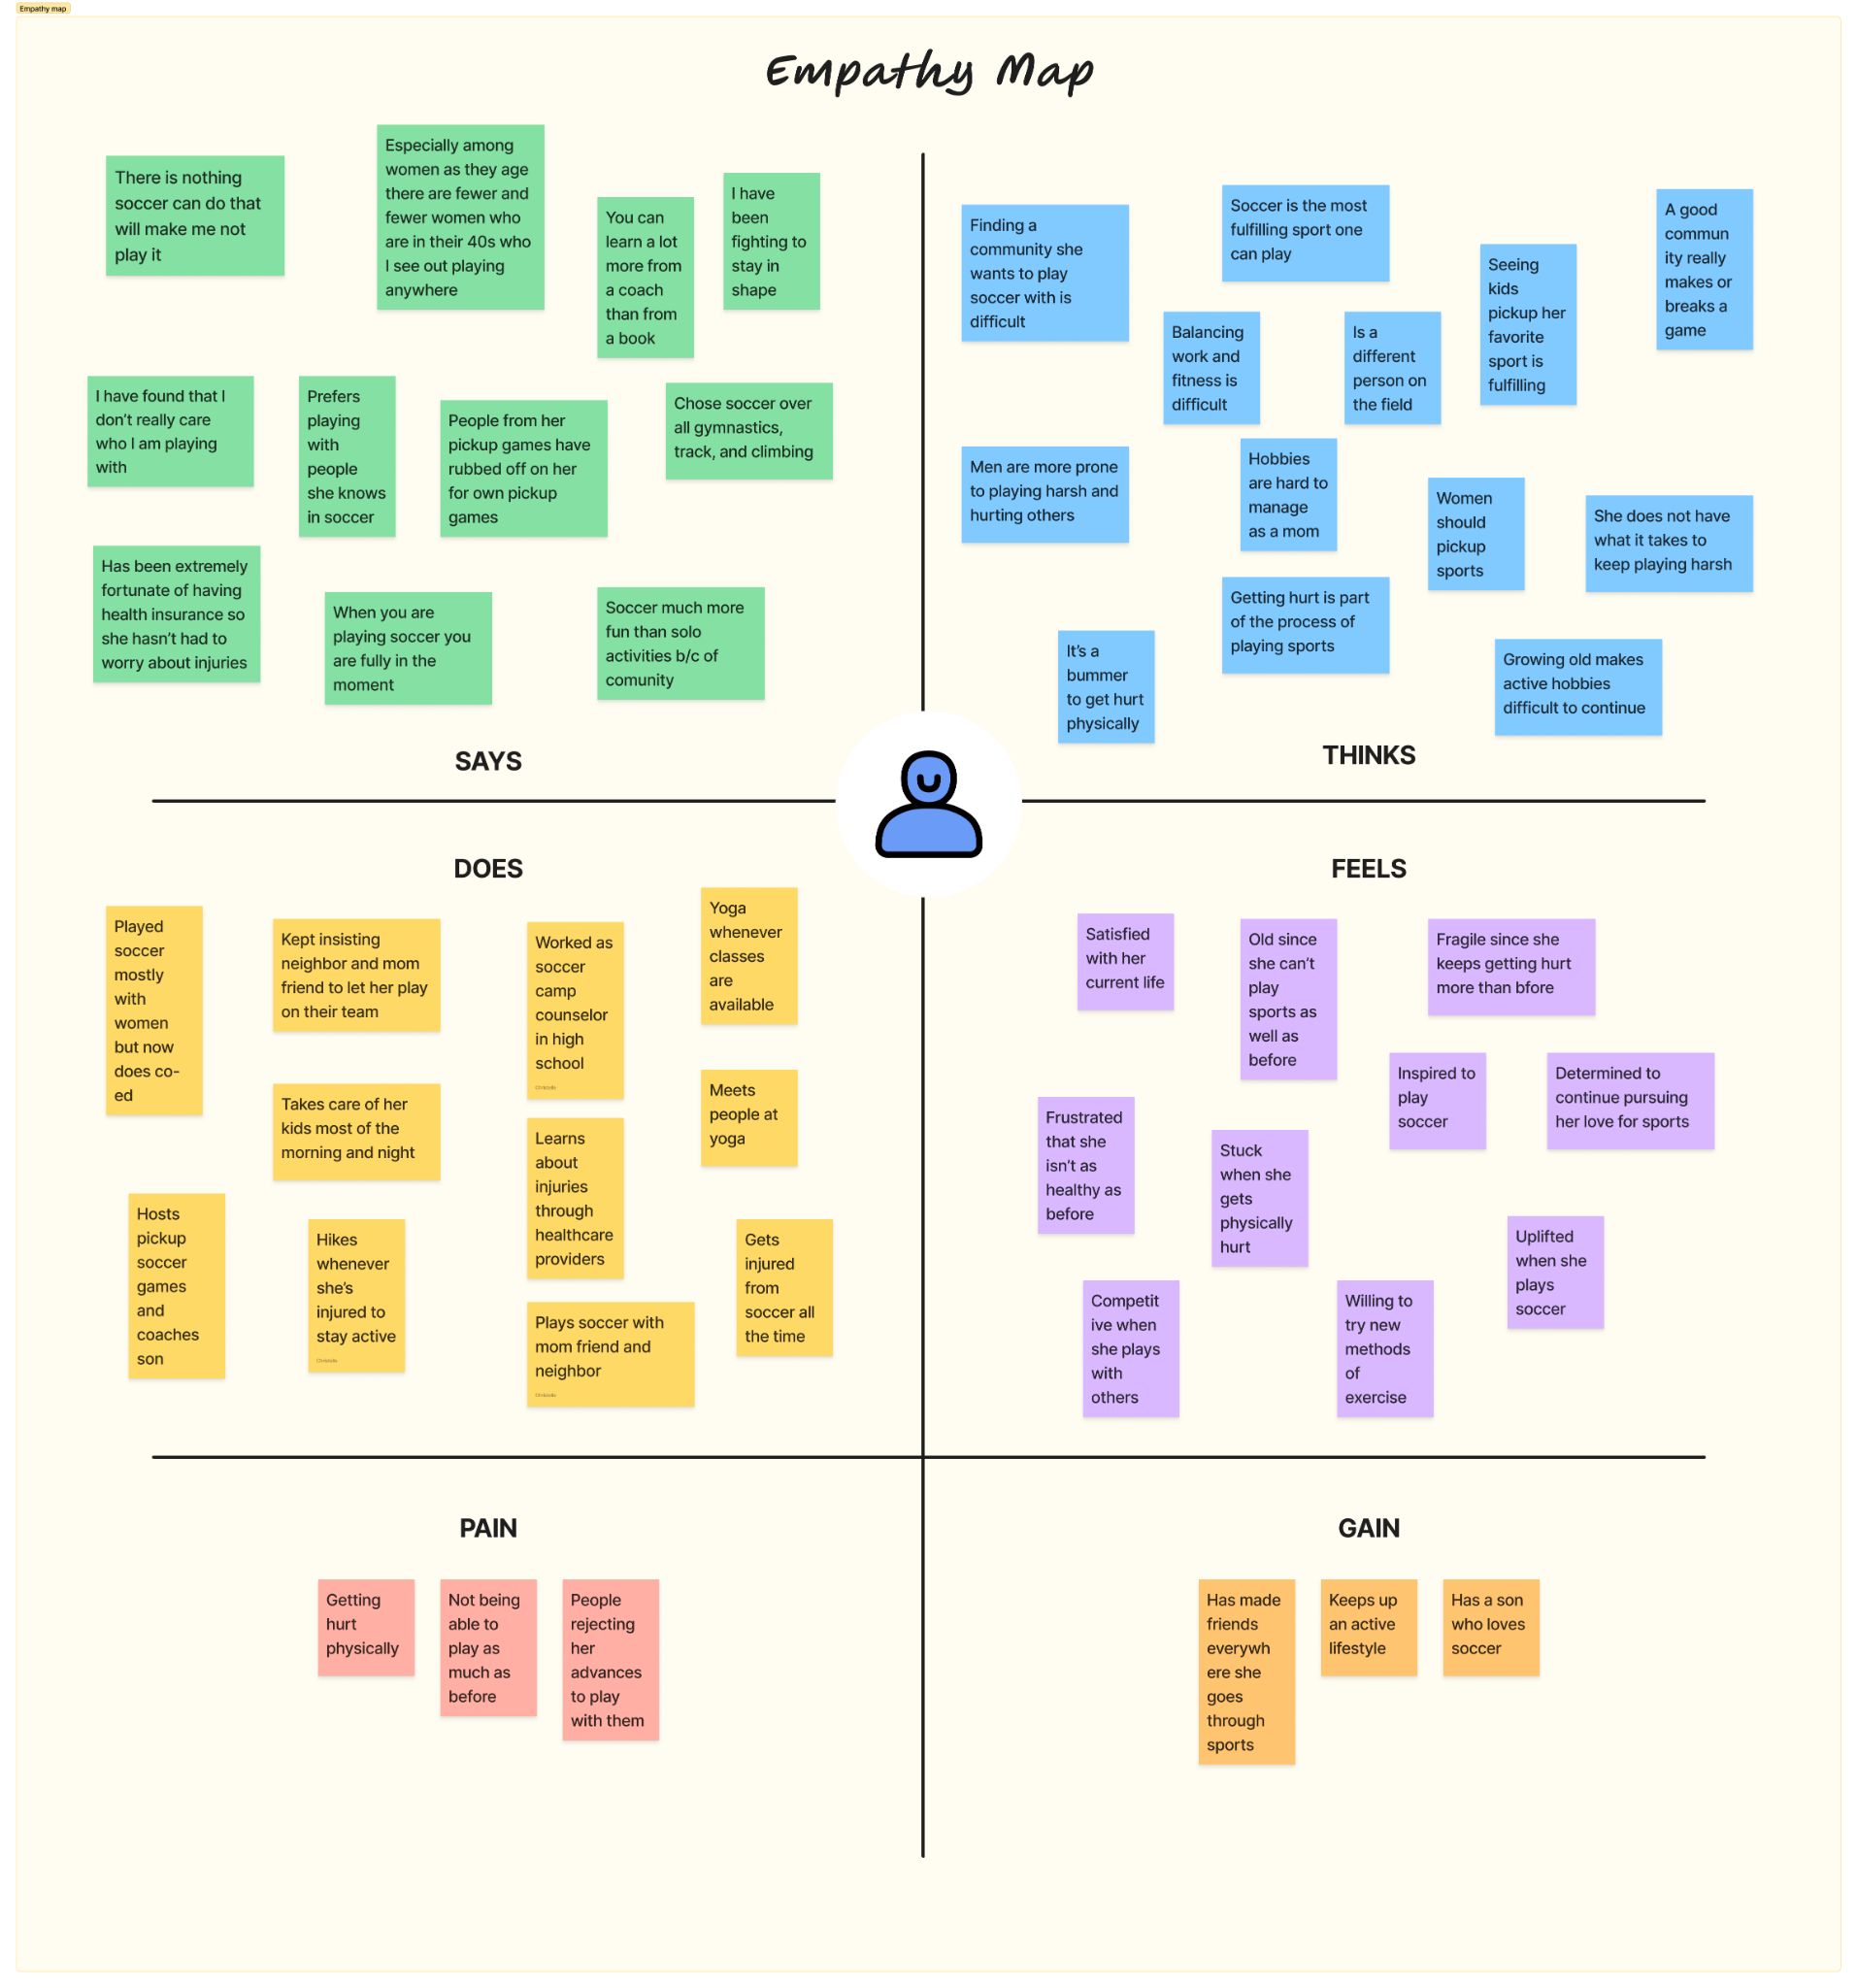 Empathy map
Empathy Map
There is nothing
soccer can do that
will make me not
play it
Especially among
women as they age
there are fewer and
fewer women who
are in their 40s who
I see out playing
anywhere
You can
learn a lot
more from
a coach
than from
a book
I have
been
fighting to
stay in
shape
I have found that I
don't really care
who I am playing
with
Prefers
playing
with
people
she knows
in soccer
People from her
pickup games have
rubbed off on her
for own pickup
games
Chose soccer over
all gymnastics,
track, and climbing
Has been extremely
fortunate of having
health insurance so
she hasn't had to
worry about injuries
When you are
playing soccer you
are fully in the
moment
Soccer much more
fun than solo
activities b/c of
comunity
SAYS
Finding a
community she
wants to play
soccer with is
difficult
Soccer is the most
fulfilling sport one
can play
A good
commun
ity really
makes or
breaks a
game
Seeing
kids
pickup her
favorite
sport is
fulfilling
Balancing
work and
fitness is
difficult
Is a
different
person on
the field
Men are more prone
to playing harsh and
hurting others
Hobbies
are hard to
manage
as a mom
Women
should
pickup
sports
She does not have
what it takes to
keep playing harsh
Getting hurt is part
of the process of
playing sports
It's a
bummer
to get hurt
physically
Growing old makes
active hobbies
difficult to continue
THINKS
DOES
Played
soccer
mostly
with
women
but now
does co-
ed
Kept insisting
neighbor and mom
friend to let her play
on their team
Worked as
soccer
camp
counselor
in high
school
Yoga
whenever
classes
are
available
Takes care of her
kids most of the
morning and night
Meets
people at
yoga
Learns
about
injuries
through
healthcare
providers
Hosts
pickup
soccer
games
and
coaches
son
Hikes
whenever
she's
injured to
stay active
Gets
injured
from
soccer all
the time
Plays soccer with
mom friend and
neighbor
FEELS
Satisfied
with her
current life
Old since
she can't
play
sports as
well as
before
Fragile since she
keeps getting hurt
more than bfore
Inspired to
play
soccer
Determined to
continue pursuing
her love for sports
Frustrated
that she
isn't as
healthy as
before
Stuck
when she
gets
physically
hurt
Uplifted
when she
plays
soccer
Competit
ive when
she plays
with
others
Willing to
try new
methods
of
exercise
PAIN
Getting
hurt
physically
Not being
able to
play as
much as
before
People
rejecting
her
advances
to play
with them
GAIN
Has made
friends
everywh
ere she
goes
through
sports
Keeps up
an active
lifestyle
Has a son
who loves
soccer